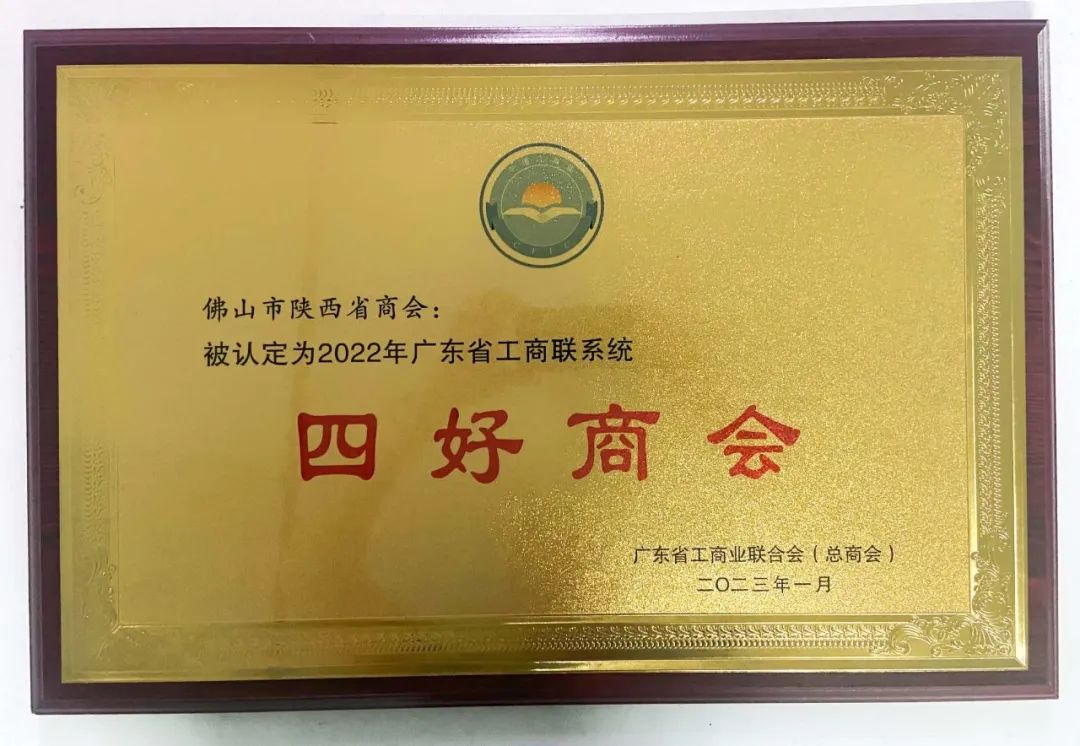 佛山市陕西省商会：
被认定为2022年广东省工商联系统
四好商会
广东省工商业联合会（总商会）
二〇二三年一月